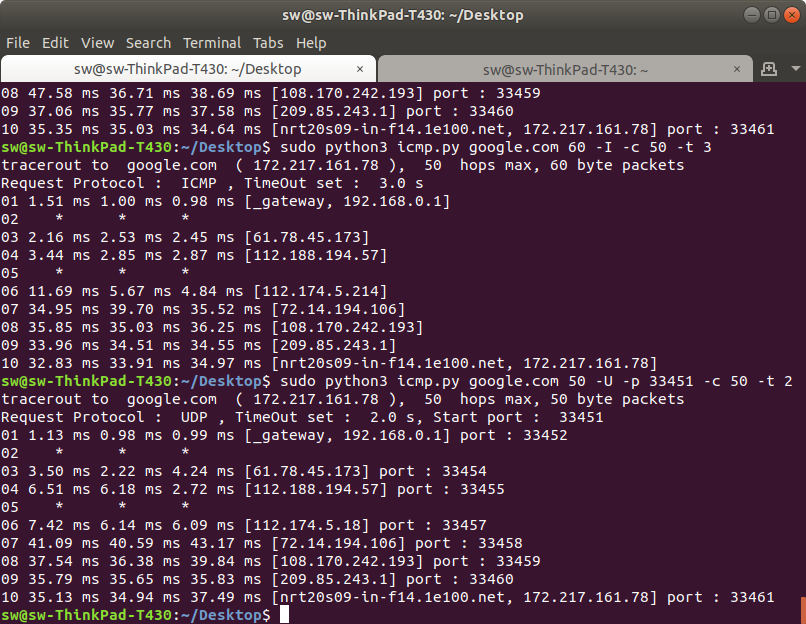 sw@sw-ThinkPad-T430: ~/Desktop
File Edit View Search Terminal Tabs Help
sw@sw-ThinkPad-T430: ~/Desktop × sw@sw-ThinkPad-T430: ~ ×
08 47.58 ms 36.71 ms 38.69 ms [108.170.242.193] port : 33459
09 37.06 ms 35.77 ms 37.58 ms [209.85.243.1] port : 33460
10 35.35 ms 35.03 ms 34.64 ms [nrt20s09-in-f14.1e100.net, 172.217.161.78] port : 33461
sw@sw-ThinkPad-T430:~/Desktop$ sudo python3 icmp.py google.com 60 -I -c 50 -t 3
tracerout to  google.com  ( 172.217.161.78 ),  50  hops max, 60 byte packets
Request Protocol :  ICMP , TimeOut set :  3.0 s
01 1.51 ms 1.00 ms 0.98 ms [_gateway, 192.168.0.1]
02    *      *      *
03 2.16 ms 2.53 ms 2.45 ms [61.78.45.173]
04 3.44 ms 2.85 ms 2.87 ms [112.188.194.57]
05    *      *      *
06 11.69 ms 5.67 ms 4.84 ms [112.174.5.214]
07 34.95 ms 39.70 ms 35.52 ms [72.14.194.106]
08 35.85 ms 35.03 ms 36.25 ms [108.170.242.193]
09 33.96 ms 34.51 ms 34.55 ms [209.85.243.1]
10 32.83 ms 33.91 ms 34.97 ms [nrt20s09-in-f14.1e100.net, 172.217.161.78]
sw@sw-ThinkPad-T430:~/Desktop$ sudo python3 icmp.py google.com 50 -U -p 33451 -c 50 -t 2
tracerout to  google.com  ( 172.217.161.78 ),  50  hops max, 50 byte packets
Request Protocol :  UDP , TimeOut set :  2.0 s, Start port :  33451
01 1.13 ms 0.98 ms 0.99 ms [_gateway, 192.168.0.1] port : 33452
02    *      *      *
03 3.50 ms 2.22 ms 4.24 ms [61.78.45.173] port : 33454
04 6.51 ms 6.18 ms 2.72 ms [112.188.194.57] port : 33455
05    *      *      *
06 7.42 ms 6.14 ms 6.09 ms [112.174.5.18] port : 33457
07 41.09 ms 40.59 ms 43.17 ms [72.14.194.106] port : 33458
08 37.54 ms 36.38 ms 39.84 ms [108.170.242.193] port : 33459
09 35.79 ms 35.65 ms 35.83 ms [209.85.243.1] port : 33460
10 35.13 ms 34.94 ms 37.49 ms [nrt20s09-in-f14.1e100.net, 172.217.161.78] port : 33461
sw@sw-ThinkPad-T430:~/Desktop$